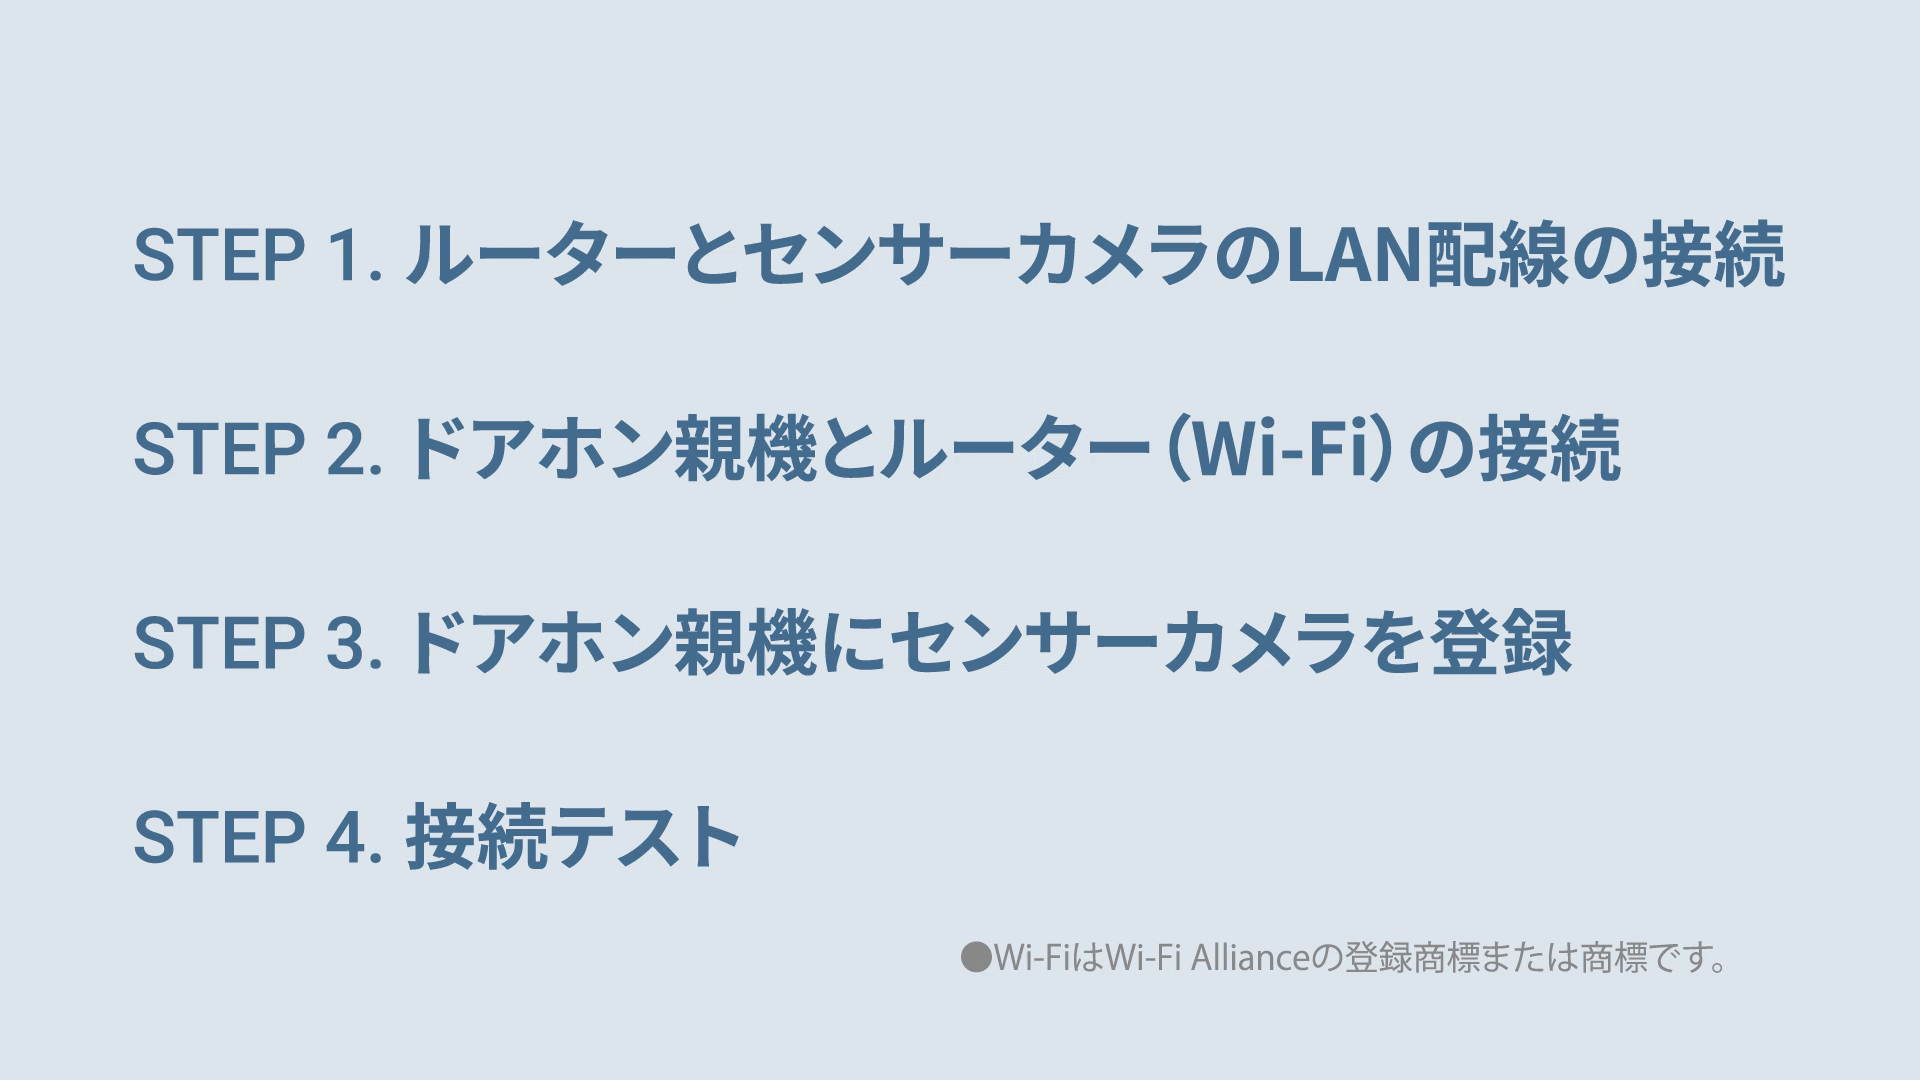 STEP 1. ルーターとセンサーカメラのLAN配線の接続
STEP 2. ドアホン親機とルーター（Wi-Fi）の接続
STEP 3. ドアホン親機にセンサーカメラを登録
STEP 4. 接続テスト
●Wi-FiはWi-Fi Allianceの登録商標または商標です。